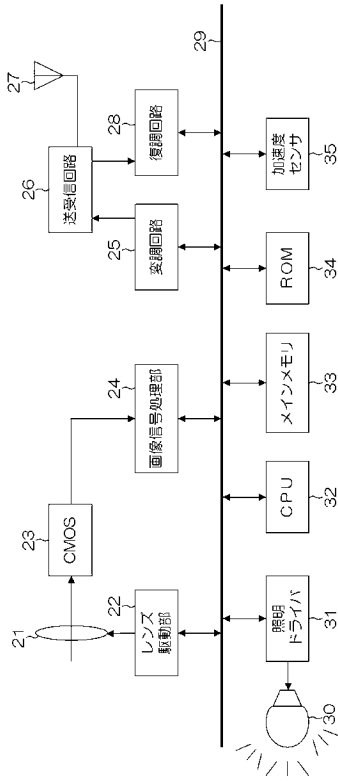 27
26
送受信回路
28
復調回路
25
変調回路
29
24
画像信号処理部
23
CMOS
21
22
レンズ
駆動部
30
照明
ドライバ
31
CPU
32
メインメモリ
33
ROM
34
加速度
センサ
35